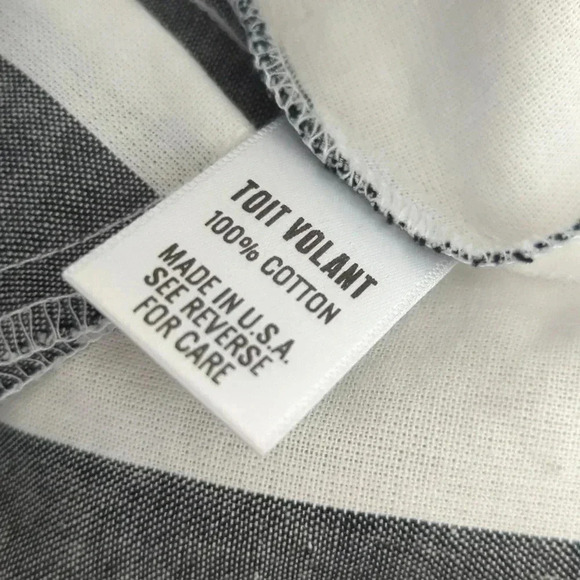 TOIT VOLANT
100% COTTON
MADE IN U.S.A.
SEE REVERSE
FOR CARE